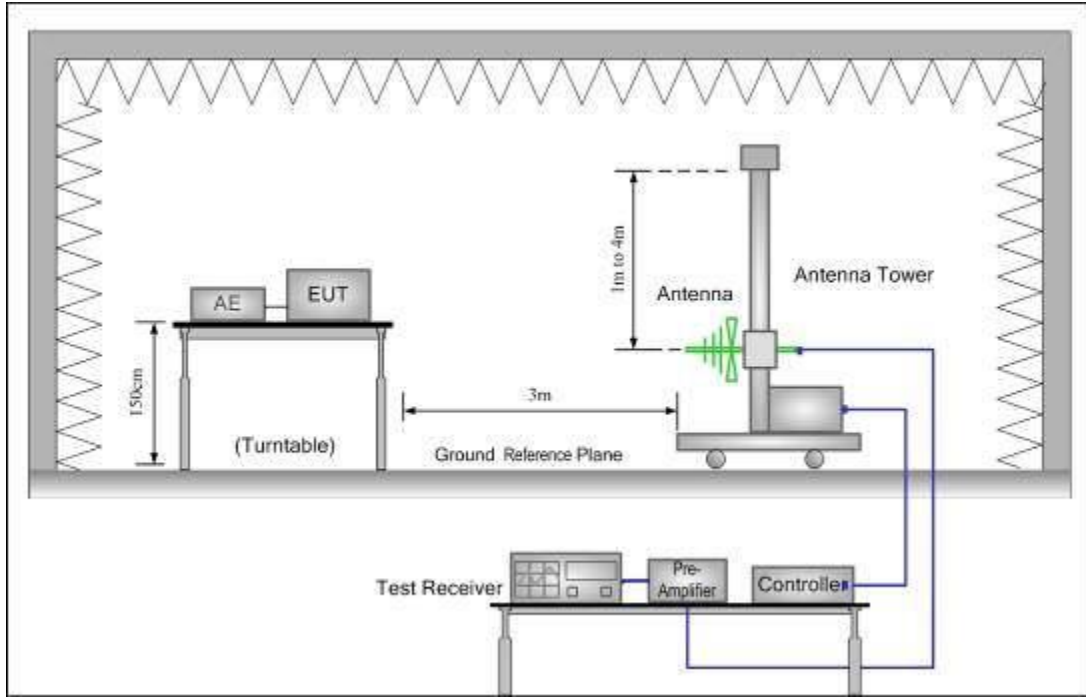 1m to 4m
Antenna Tower
Antenna
EUT
AE
150cm
3m
(Turntable)
Ground Reference Plane
Test Receiver
Pre-
Amplifier
Controller